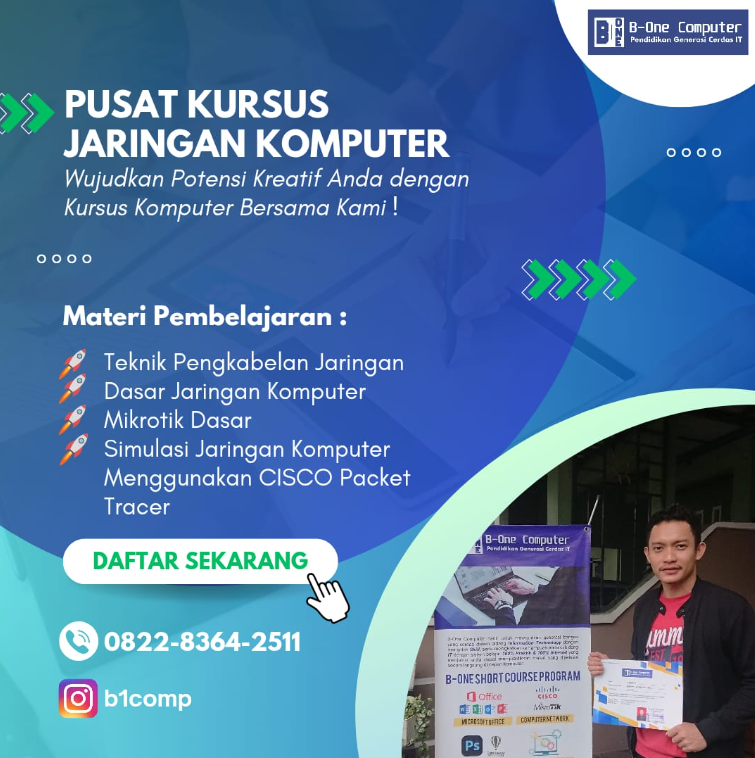 B-One Computer
Pendidikan Generasi Cerdas IT
PUSAT KURSUS
JARINGAN KOMPUTER
Wujudkan Potensi Kreatif Anda dengan
Kursus Komputer Bersama Kami !
Materi Pembelajaran :
Teknik Pengkabelan Jaringan
Dasar Jaringan Komputer
Mikrotik Dasar
Simulasi Jaringan Komputer
Menggunakan CISCO Packet
Tracer
DAFTAR SEKARANG
0822-8364-2511
b1comp
B-One Computer
Pendidikan Generasi Cerdas IT
B-ONE SHORT COURSE PROGRAM
Office
CISCO
MikroTik
MICROSOFT OFFICE
COMPUTER NETWORK
Ps